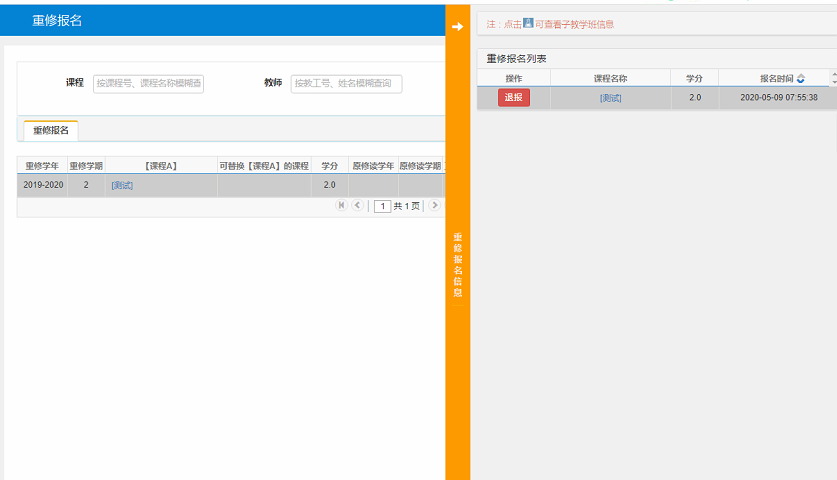 重修报名
课程 按课程号、课程名称模糊查 教师 按教工号、姓名模糊查询
重修报名
重修学年 重修学期 【课程A】 可替换【课程A】的课程 学分 原修读学年 原修读学期
2019-2020 2 [测试] 2.0
1 共 1 页
重修报名信息
注：点击 可查看子教学班信息
重修报名列表
操作 课程名称 学分 报名时间
退报 [测试] 2.0 2020-05-09 07:55:38